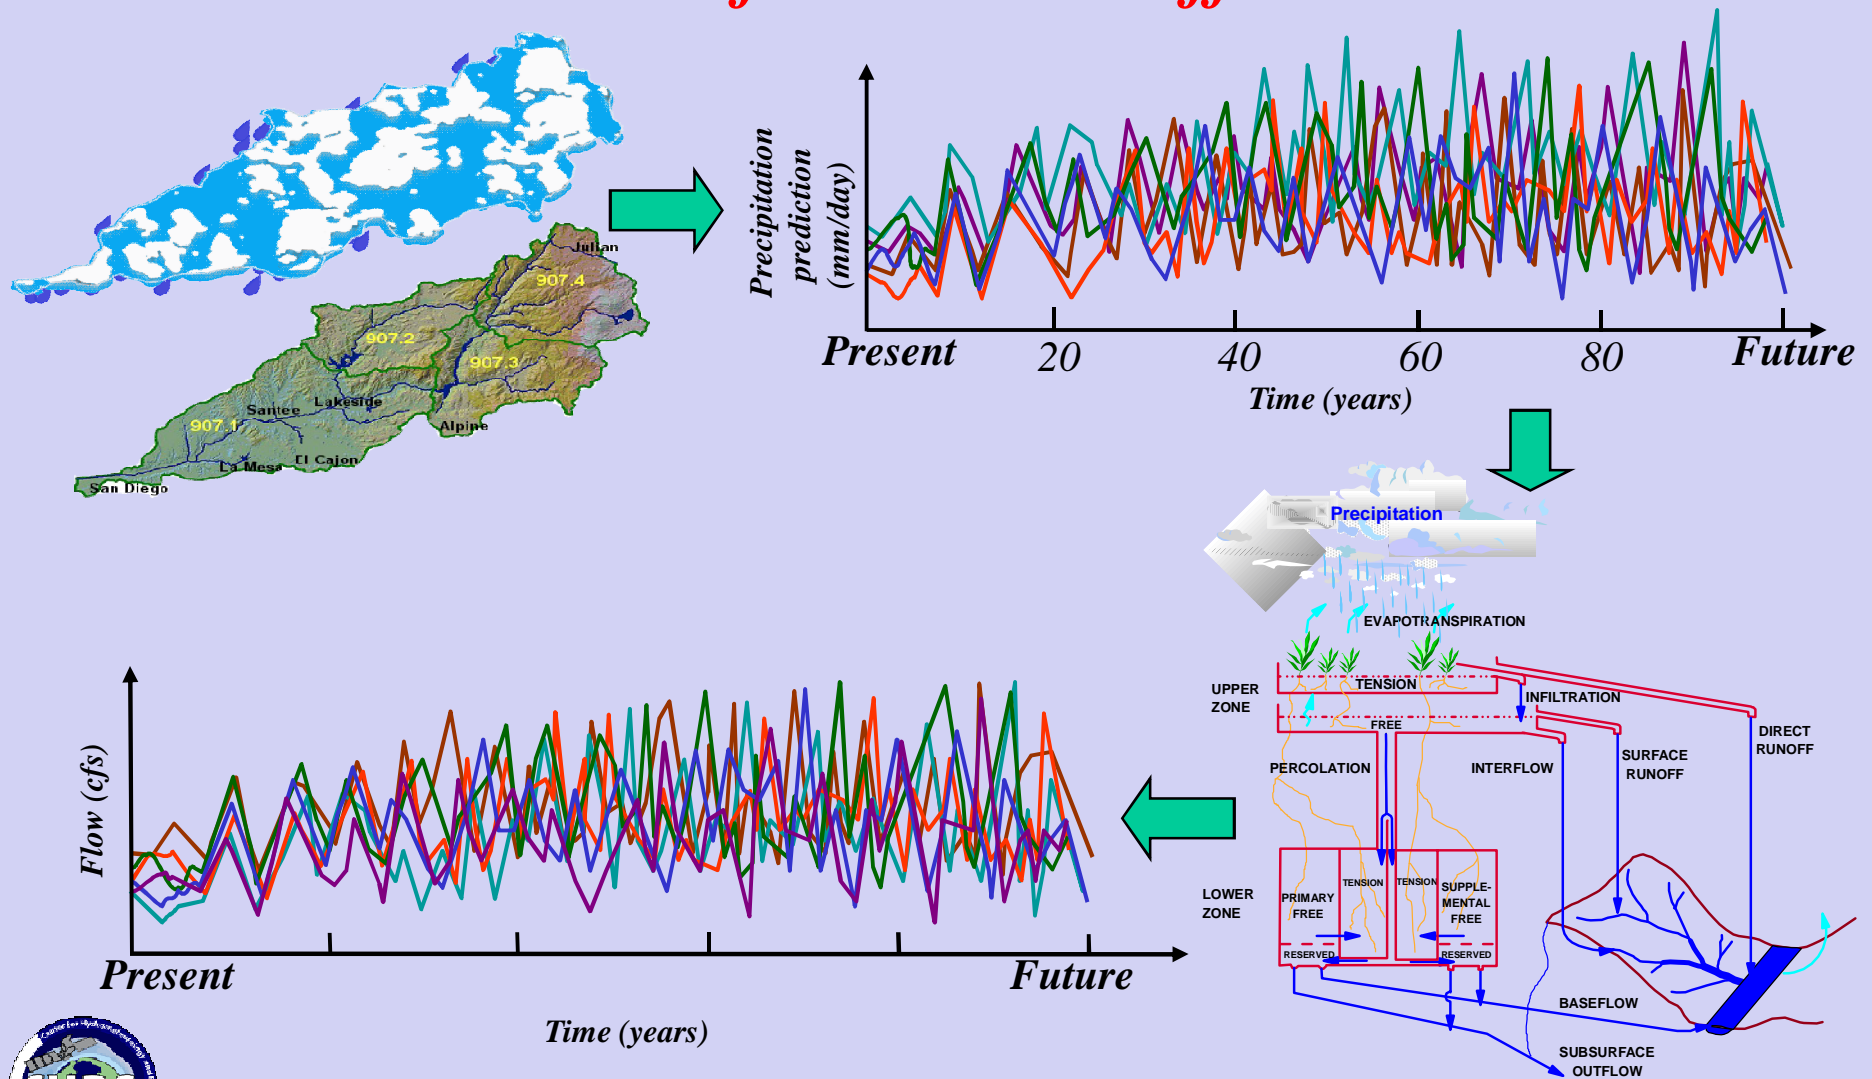 Julian
907.4
907.2
907.3
Lakeside
Santee
907.1
Alpine
El Cajon
La Mesa
San Diego
Precipitation
prediction
(mm/day)
Present
20
40
60
80
Future
Time (years)
Precipitation
EVAPOTRANSPIRATION
UPPER
ZONE
TENSION
INFILTRATION
FREE
DIRECT
RUNOFF
SURFACE
RUNOFF
PERCOLATION
INTERFLOW
LOWER
ZONE
PRIMARY
FREE
TENSION
TENSION
SUPPLE-
MENTAL
FREE
RESERVED
RESERVED
BASEFLOW
SUBSURFACE
OUTFLOW
Flow (cfs)
Present
Future
Time (years)